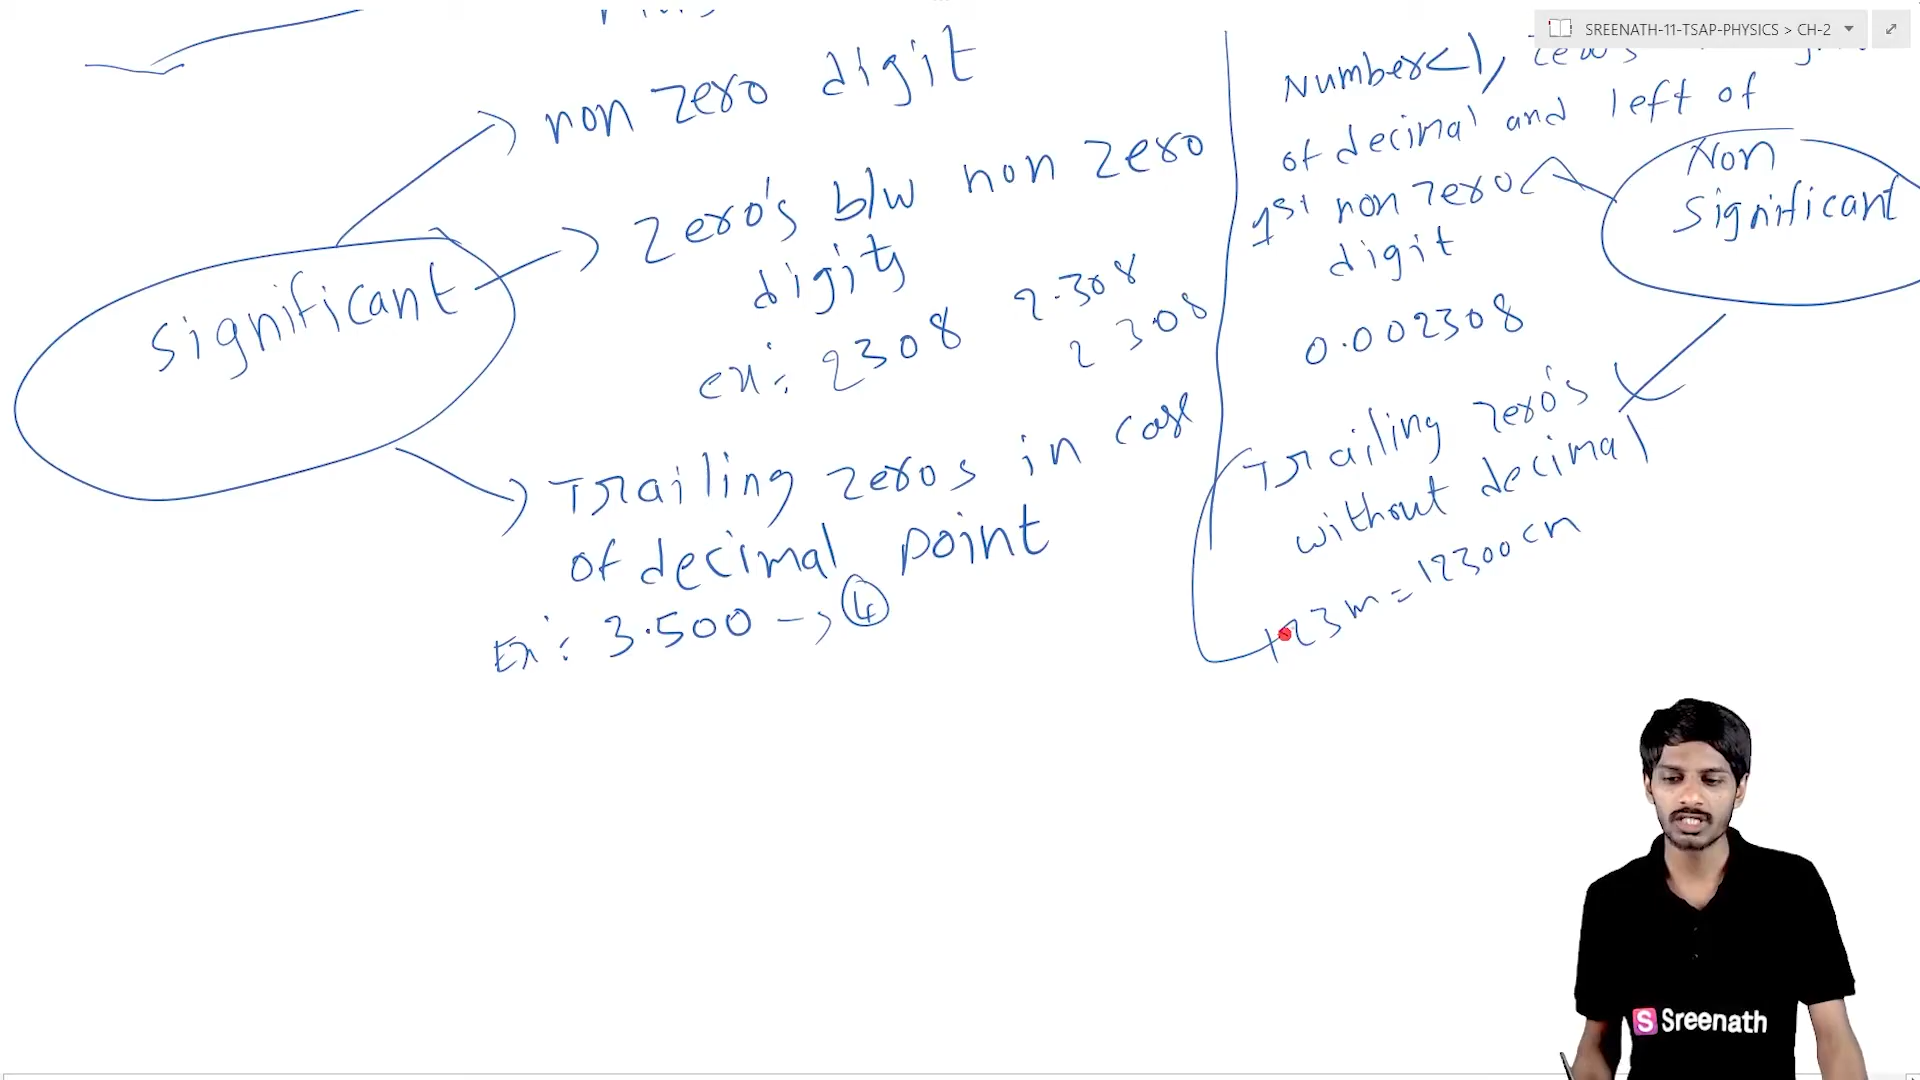 SREENATH-11-TSAP-PHYSICS > CH-2
non zero digit
significant
zero's b/w non zero
digits
ex: 2308 2.308
2 3.08
Trailing zeros in case
of decimal point
Ex: 3.500 → 4
Number<1,
of decimal and left of
1st non zero
digit
0.002308
Non
significant
Trailing zero's
without decimal
123 m = 12300 cm
S Sreenath